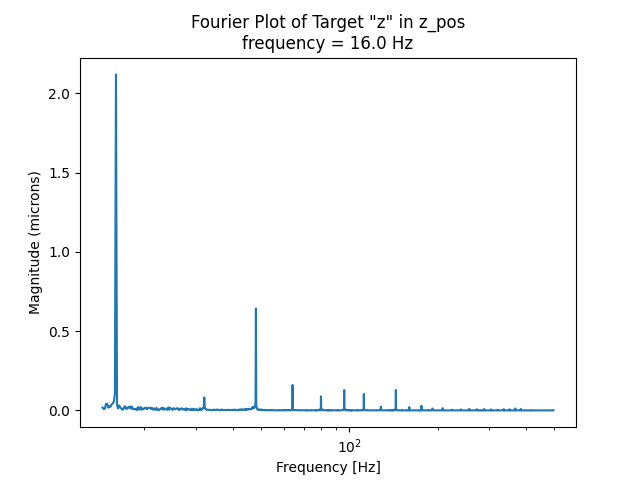 Fourier Plot of Target "z" in z_pos
frequency = 16.0 Hz
2.0
1.5
1.0
0.5
0.0
Magnitude (microns)
10²
Frequency [Hz]